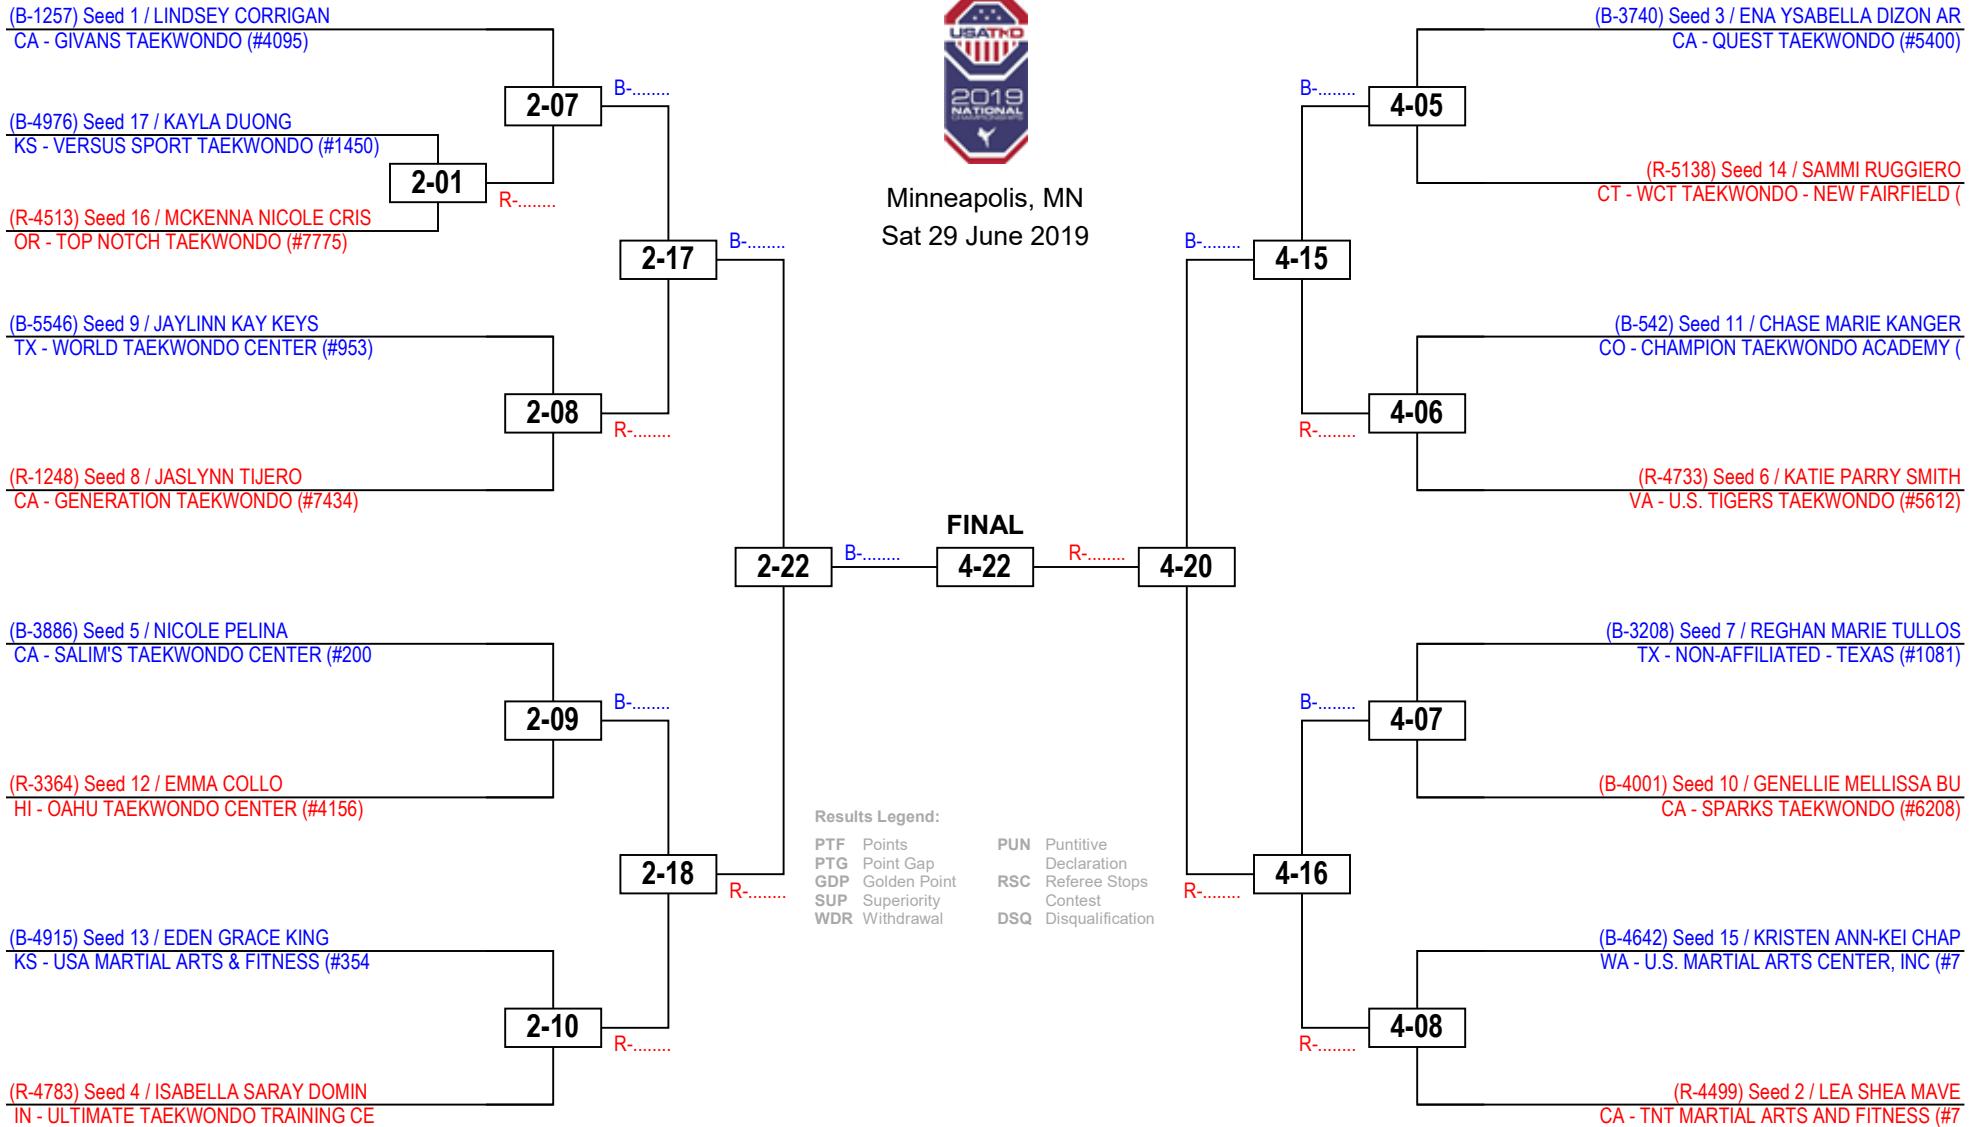 (B-1257) Seed 1 / LINDSEY CORRIGAN
CA - GIVANS TAEKWONDO (#4095)
2-07
B-........
(B-4976) Seed 17 / KAYLA DUONG
KS - VERSUS SPORT TAEKWONDO (#1450)
2-01
R-........
(R-4513) Seed 16 / MCKENNA NICOLE CRIS
OR - TOP NOTCH TAEKWONDO (#7775)
2-17
B-........
(B-5546) Seed 9 / JAYLINN KAY KEYS
TX - WORLD TAEKWONDO CENTER (#953)
2-08
R-........
(R-1248) Seed 8 / JASLYNN TIJERO
CA - GENERATION TAEKWONDO (#7434)
2-22
B-........
(B-3886) Seed 5 / NICOLE PELINA
CA - SALIM'S TAEKWONDO CENTER (#200
2-09
B-........
(R-3364) Seed 12 / EMMA COLLO
HI - OAHU TAEKWONDO CENTER (#4156)
2-18
R-........
(B-4915) Seed 13 / EDEN GRACE KING
KS - USA MARTIAL ARTS & FITNESS (#354
2-10
R-........
(R-4783) Seed 4 / ISABELLA SARAY DOMIN
IN - ULTIMATE TAEKWONDO TRAINING CE
USATKD
2019
NATIONAL
CHAMPIONSHIPS
Minneapolis, MN
Sat 29 June 2019
FINAL
4-22
Results Legend:
PTF Points
PTG Point Gap
GDP Golden Point
SUP Superiority
WDR Withdrawal
PUN Puntitive
Declaration
RSC Referee Stops
Contest
DSQ Disqualification
(B-3740) Seed 3 / ENA YSABELLA DIZON AR
CA - QUEST TAEKWONDO (#5400)
B-........
4-05
(R-5138) Seed 14 / SAMMI RUGGIERO
CT - WCT TAEKWONDO - NEW FAIRFIELD (
B-........
4-15
(B-542) Seed 11 / CHASE MARIE KANGER
CO - CHAMPION TAEKWONDO ACADEMY (
4-06
R-........
(R-4733) Seed 6 / KATIE PARRY SMITH
VA - U.S. TIGERS TAEKWONDO (#5612)
R-........
4-20
(B-3208) Seed 7 / REGHAN MARIE TULLOS
TX - NON-AFFILIATED - TEXAS (#1081)
B-........
4-07
(B-4001) Seed 10 / GENELLIE MELLISSA BU
CA - SPARKS TAEKWONDO (#6208)
4-16
R-........
(B-4642) Seed 15 / KRISTEN ANN-KEI CHAP
WA - U.S. MARTIAL ARTS CENTER, INC (#7
4-08
R-........
(R-4499) Seed 2 / LEA SHEA MAVE
CA - TNT MARTIAL ARTS AND FITNESS (#7